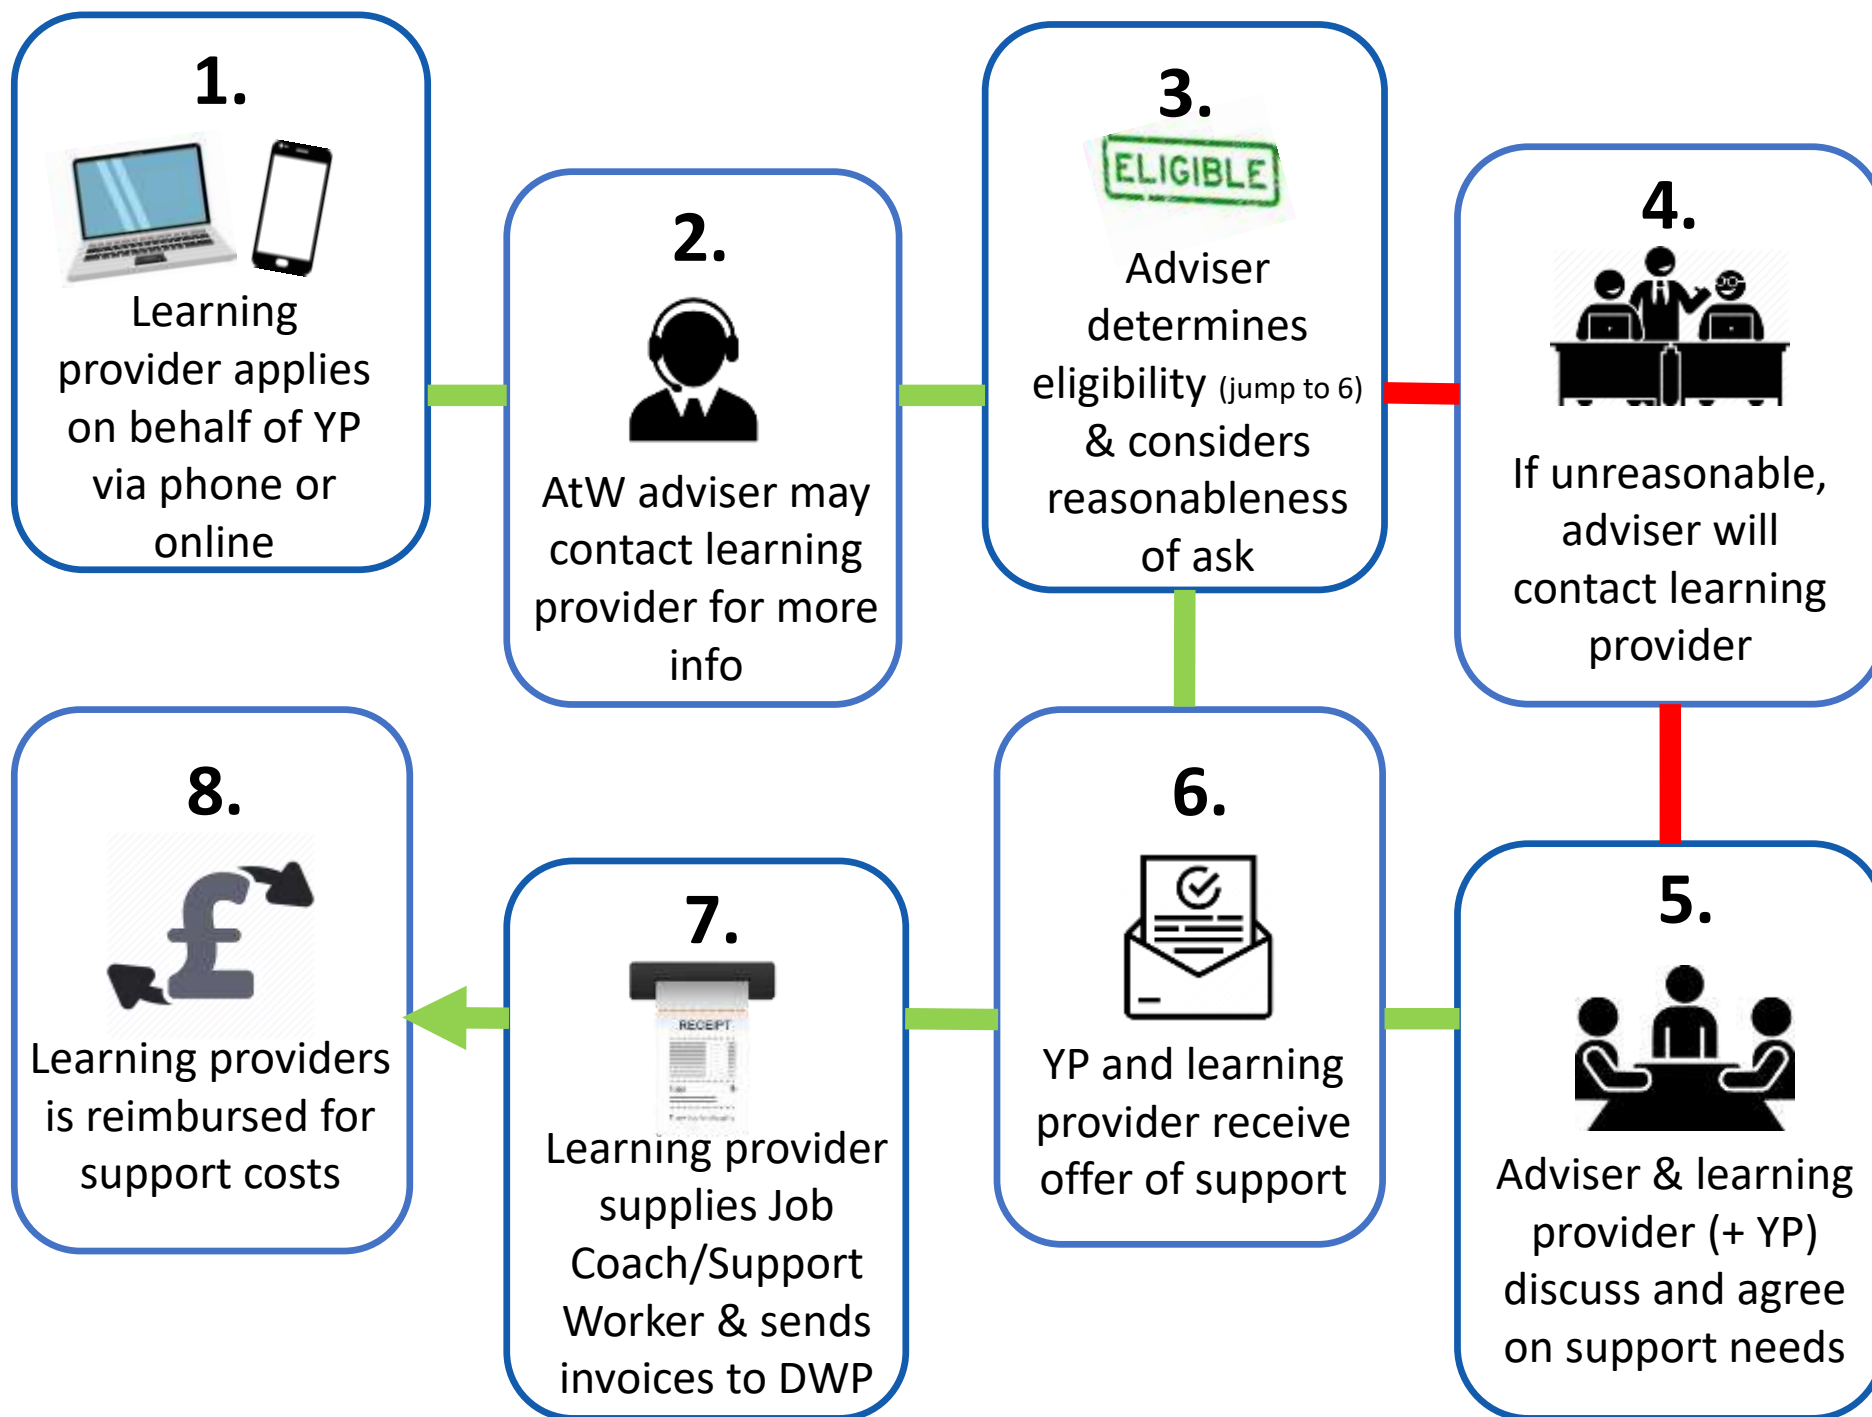 1.
Learning
provider applies
on behalf of YP
via phone or
online
2.
AtW adviser may
contact learning
provider for more
info
3.
ELIGIBLE
Adviser
determines
eligibility (jump to 6)
& considers
reasonableness
of ask
4.
If unreasonable,
adviser will
contact learning
provider
5.
Adviser & learning
provider (+ YP)
discuss and agree
on support needs
6.
YP and learning
provider receive
offer of support
7.
RECEIPT
Learning provider
supplies Job
Coach/Support
Worker & sends
invoices to DWP
8.
£
Learning providers
is reimbursed for
support costs